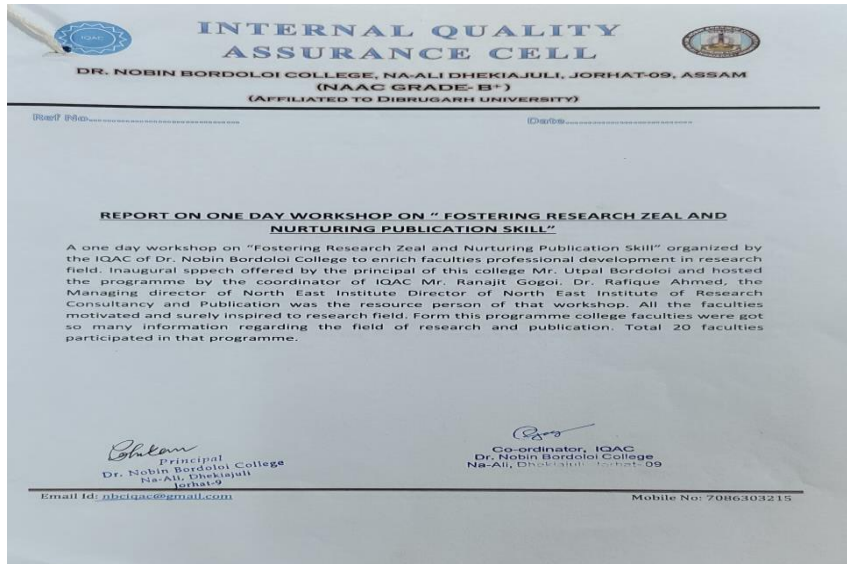 IQAC
INTERNAL QUALITY
ASSURANCE CELL
DR. NOBIN BORDOLOI COLLEGE, NA-ALI DHEKIAJULI, JORHAT-09, ASSAM
(NAAC GRADE- B+)
(AFFILIATED TO DIBRUGARH UNIVERSITY)
Ref No.................................... Date..............................
REPORT ON ONE DAY WORKSHOP ON " FOSTERING RESEARCH ZEAL AND
NURTURING PUBLICATION SKILL"
A one day workshop on "Fostering Research Zeal and Nurturing Publication Skill" organized by
the IQAC of Dr. Nobin Bordoloi College to enrich faculties professional development in research
field. Inaugural sppech offered by the principal of this college Mr. Utpal Bordoloi and hosted
the programme by the coordinator of IQAC Mr. Ranajit Gogoi. Dr. Rafique Ahmed, the
Managing director of North East Institute Director of North East Institute of Research
Consultancy and Publication was the resource person of that workshop. All the faculties
motivated and surely inspired to research field. Form this programme college faculties were got
so many information regarding the field of research and publication. Total 20 faculties
participated in that programme.
Principal
Dr. Nobin Bordoloi College
Na-Ali, Dhekiajuli
Jorhat-9
Co-ordinator, IQAC
Dr. Nobin Bordoloi College
Na-Ali, Dhekiajuli Jorhat-09
Email Id: nbciqac@gmail.com Mobile No: 7086303215